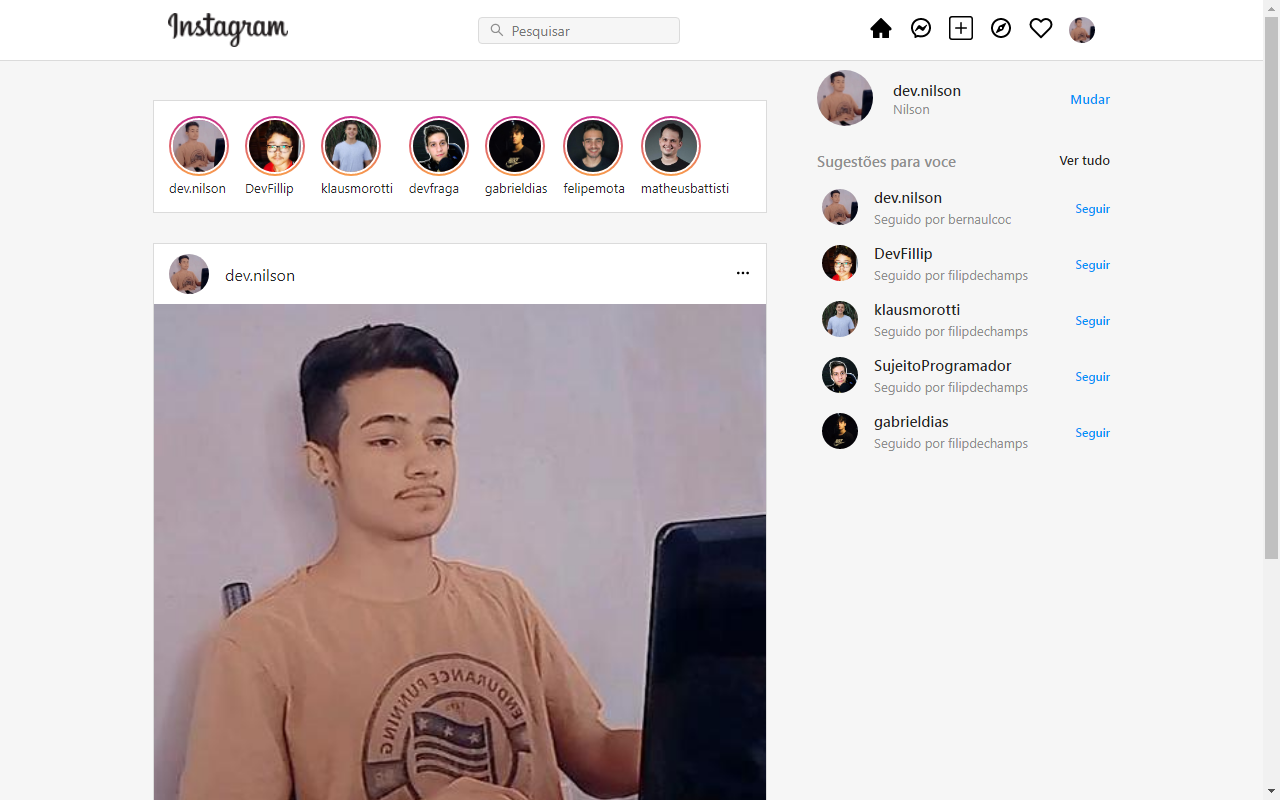 Instagram
Pesquisar
dev.nilson
Nilson
Mudar
dev.nilson
DevFillip
klausmorotti
devfraga
gabrieldias
felipemota
matheusbattisti
Sugestões para voce
Ver tudo
dev.nilson
Seguido por bernaulcoc
Seguir
DevFillip
Seguido por filipdechamps
Seguir
klausmorotti
Seguido por filipdechamps
Seguir
SujeitoProgramador
Seguido por filipdechamps
Seguir
gabrieldias
Seguido por filipdechamps
Seguir
dev.nilson
ENDURANCE RUNNING